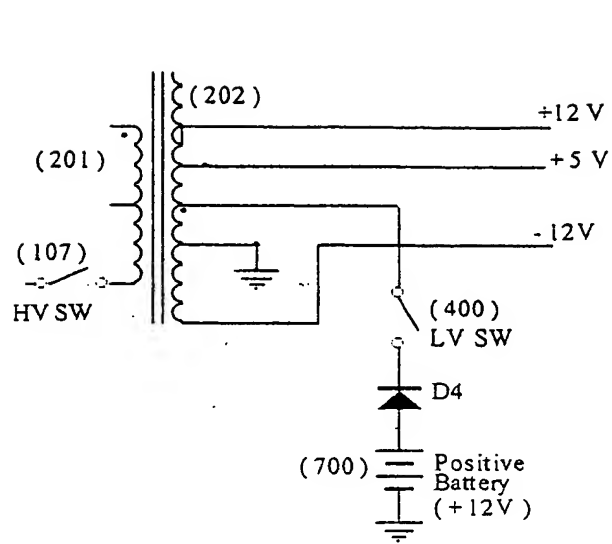 (202)
+12 V
(201)
+5 V
-12V
(107)
HV SW
(400)
LV SW
D4
(700)
Positive
Battery
(+12V)